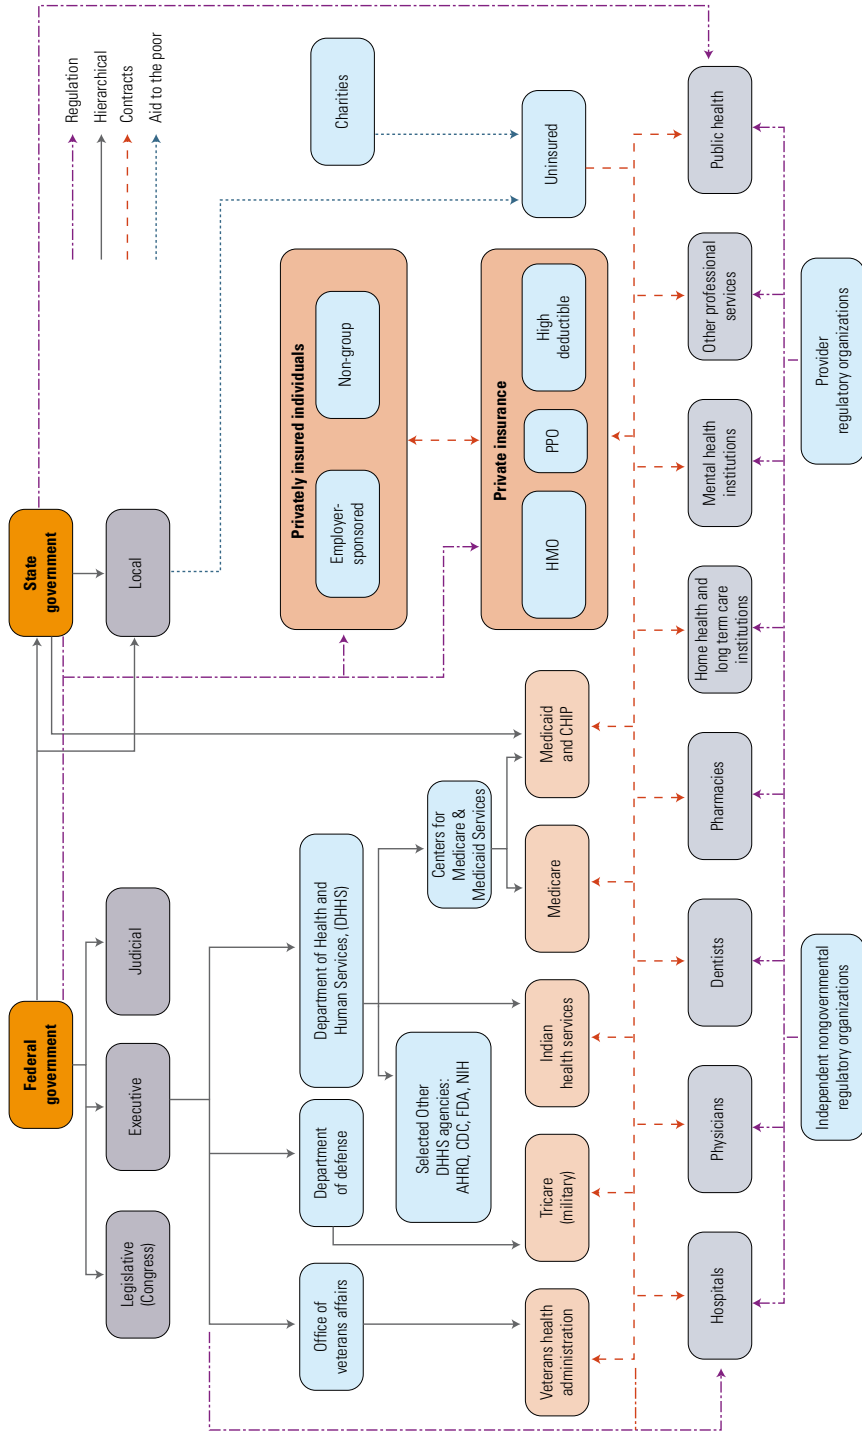 Federal
government
State
government
Regulation
Hierarchical
Contracts
Aid to the poor
Legislative
(Congress)
Executive
Judicial
Local
Charities
Office of
veterans affairs
Department
of defense
Department of Health and
Human Services, (DHHS)
Privately insured individuals
Employer-
sponsored
Non-group
Selected Other
DHHS agencies:
AHRQ, CDC, FDA, NIH
Centers for
Medicare &
Medicaid Services
Veterans health
administration
Tricare
(military)
Indian
health services
Medicare
Medicaid
and CHIP
Private insurance
HMO
PPO
High
deductible
Uninsured
Hospitals
Physicians
Dentists
Pharmacies
Home health and
long term care
institutions
Mental health
institutions
Other professional
services
Public health
Independent nongovernmental
regulatory organizations
Provider
regulatory organizations